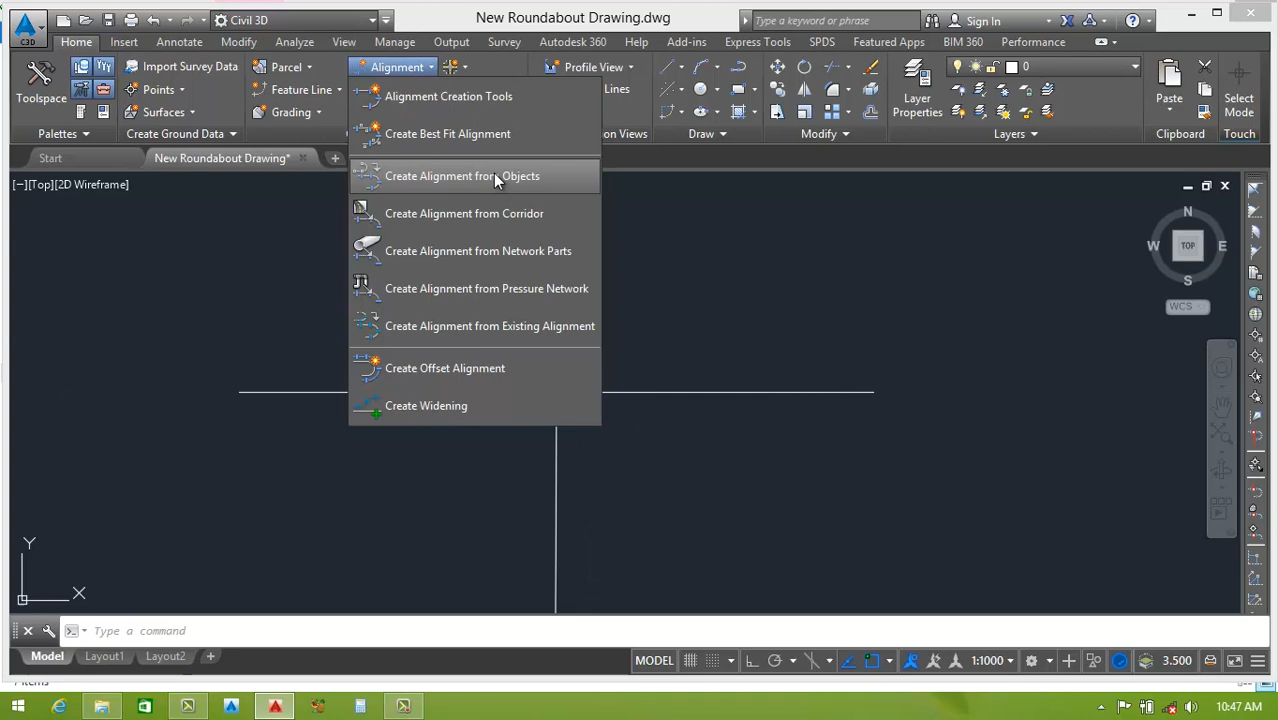 C3D
Civil 3D
New Roundabout Drawing.dwg
Type a keyword or phrase
Sign In
Home Insert Annotate Modify Analyze View Manage Output Survey Autodesk 360 Help Add-ins Express Tools SPDS Featured Apps BIM 360 Performance
Toolspace
Palettes
Import Survey Data
Points
Surfaces
Create Ground Data
Parcel
Feature Line
Grading
Alignment
Alignment Creation Tools
Create Best Fit Alignment
Create Alignment from Objects
Create Alignment from Corridor
Create Alignment from Network Parts
Create Alignment from Pressure Network
Create Alignment from Existing Alignment
Create Offset Alignment
Create Widening
Profile View
Lines
on Views
Draw
Modify
Layer
Properties
0
Layers
Paste
Clipboard
Select
Mode
Touch
Start
New Roundabout Drawing*
[−][Top][2D Wireframe]
N
W TOP E
S
WCS
Y
X
Type a command
Model Layout1 Layout2
MODEL
1:1000
3.500
10:47 AM